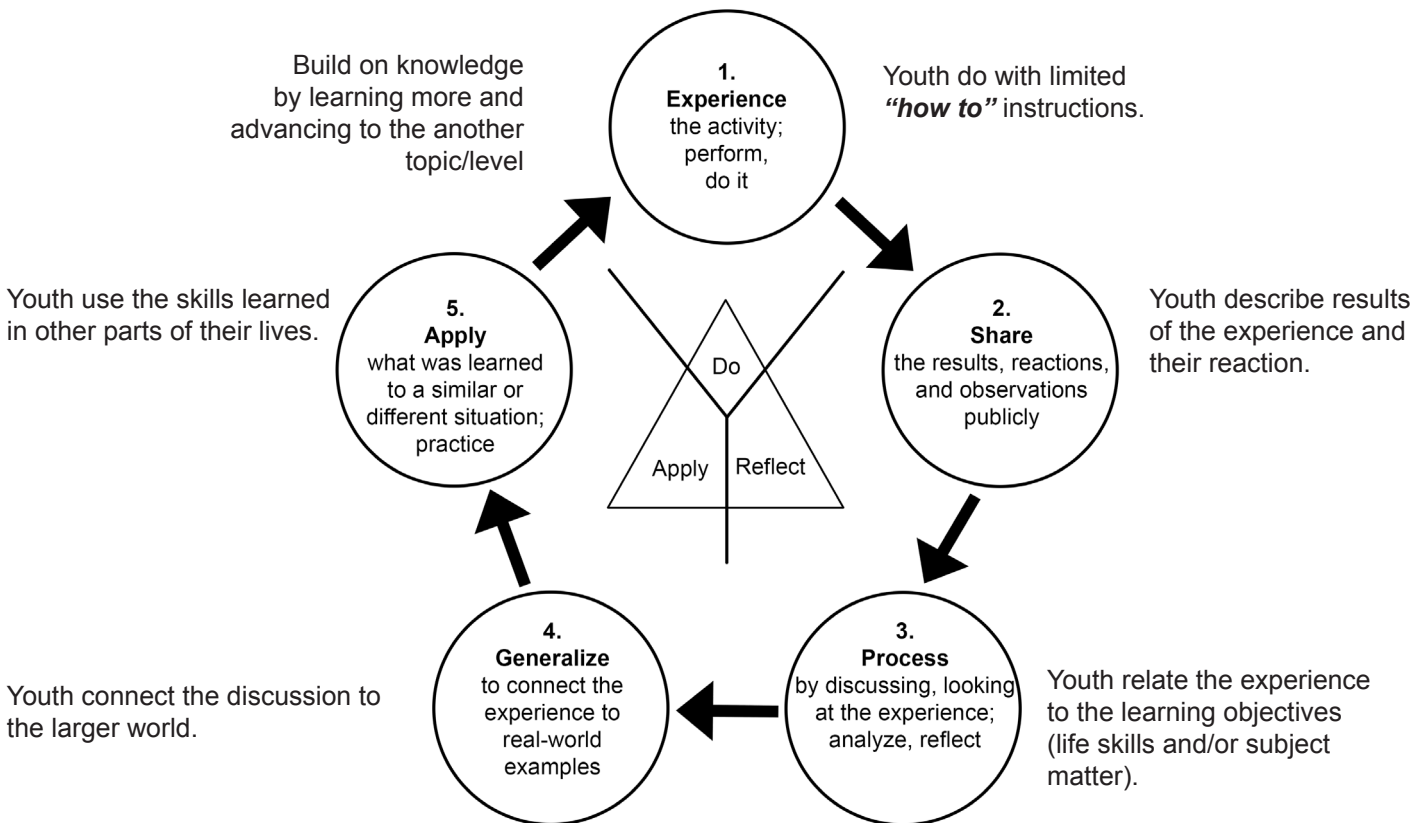 Build on knowledge
by learning more and
advancing to the another
topic/level
1.
Experience
the activity;
perform,
do it
Youth do with limited
“how to” instructions.
2.
Share
the results, reactions,
and observations
publicly
Youth describe results
of the experience and
their reaction.
3.
Process
by discussing, looking
at the experience;
analyze, reflect
Youth relate the experience
to the learning objectives
(life skills and/or subject
matter).
4.
Generalize
to connect the
experience to
real-world
examples
Youth connect the discussion to
the larger world.
5.
Apply
what was learned
to a similar or
different situation;
practice
Youth use the skills learned
in other parts of their lives.
Do
Apply
Reflect